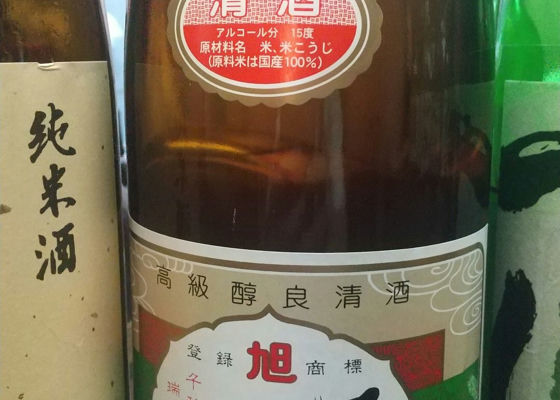 純米酒
清酒
アルコール分 15度
原材料名 米、米こうじ
(原料米は国産100%)
高級醇良清酒
登録 旭 商標